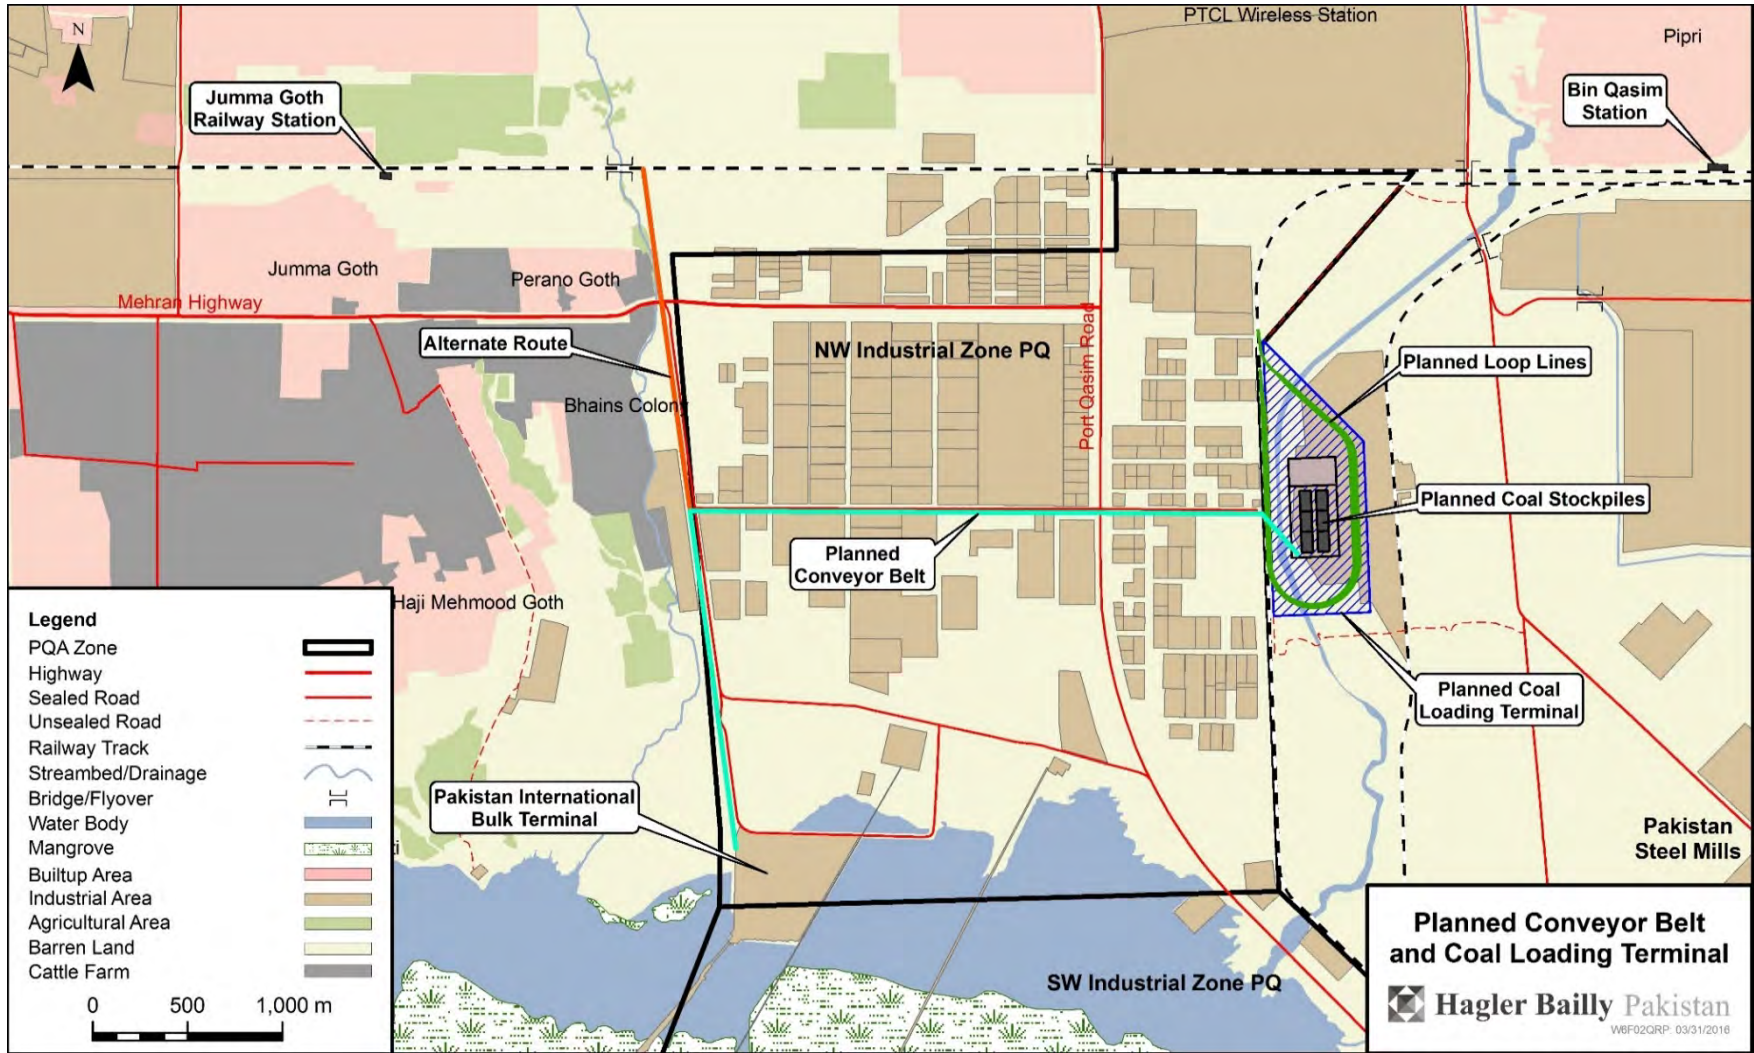 N
PTCL Wireless Station
Pipri
Jumma Goth
Railway Station
Bin Qasim
Station
Jumma Goth
Perano Goth
Mehran Highway
Alternate Route
NW Industrial Zone PQ
Port Qasim Road
Planned Loop Lines
Bhains Colony
Planned Coal Stockpiles
Planned
Conveyor Belt
Haji Mehmood Goth
Planned Coal
Loading Terminal
Pakistan International
Bulk Terminal
Pakistan
Steel Mills
SW Industrial Zone PQ
Legend
PQA Zone
Highway
Sealed Road
Unsealed Road
Railway Track
Streambed/Drainage
Bridge/Flyover
Water Body
Mangrove
Builtup Area
Industrial Area
Agricultural Area
Barren Land
Cattle Farm
0 500 1,000 m
Planned Conveyor Belt
and Coal Loading Terminal
Hagler Bailly Pakistan
W6F02QRP: 03/31/2016